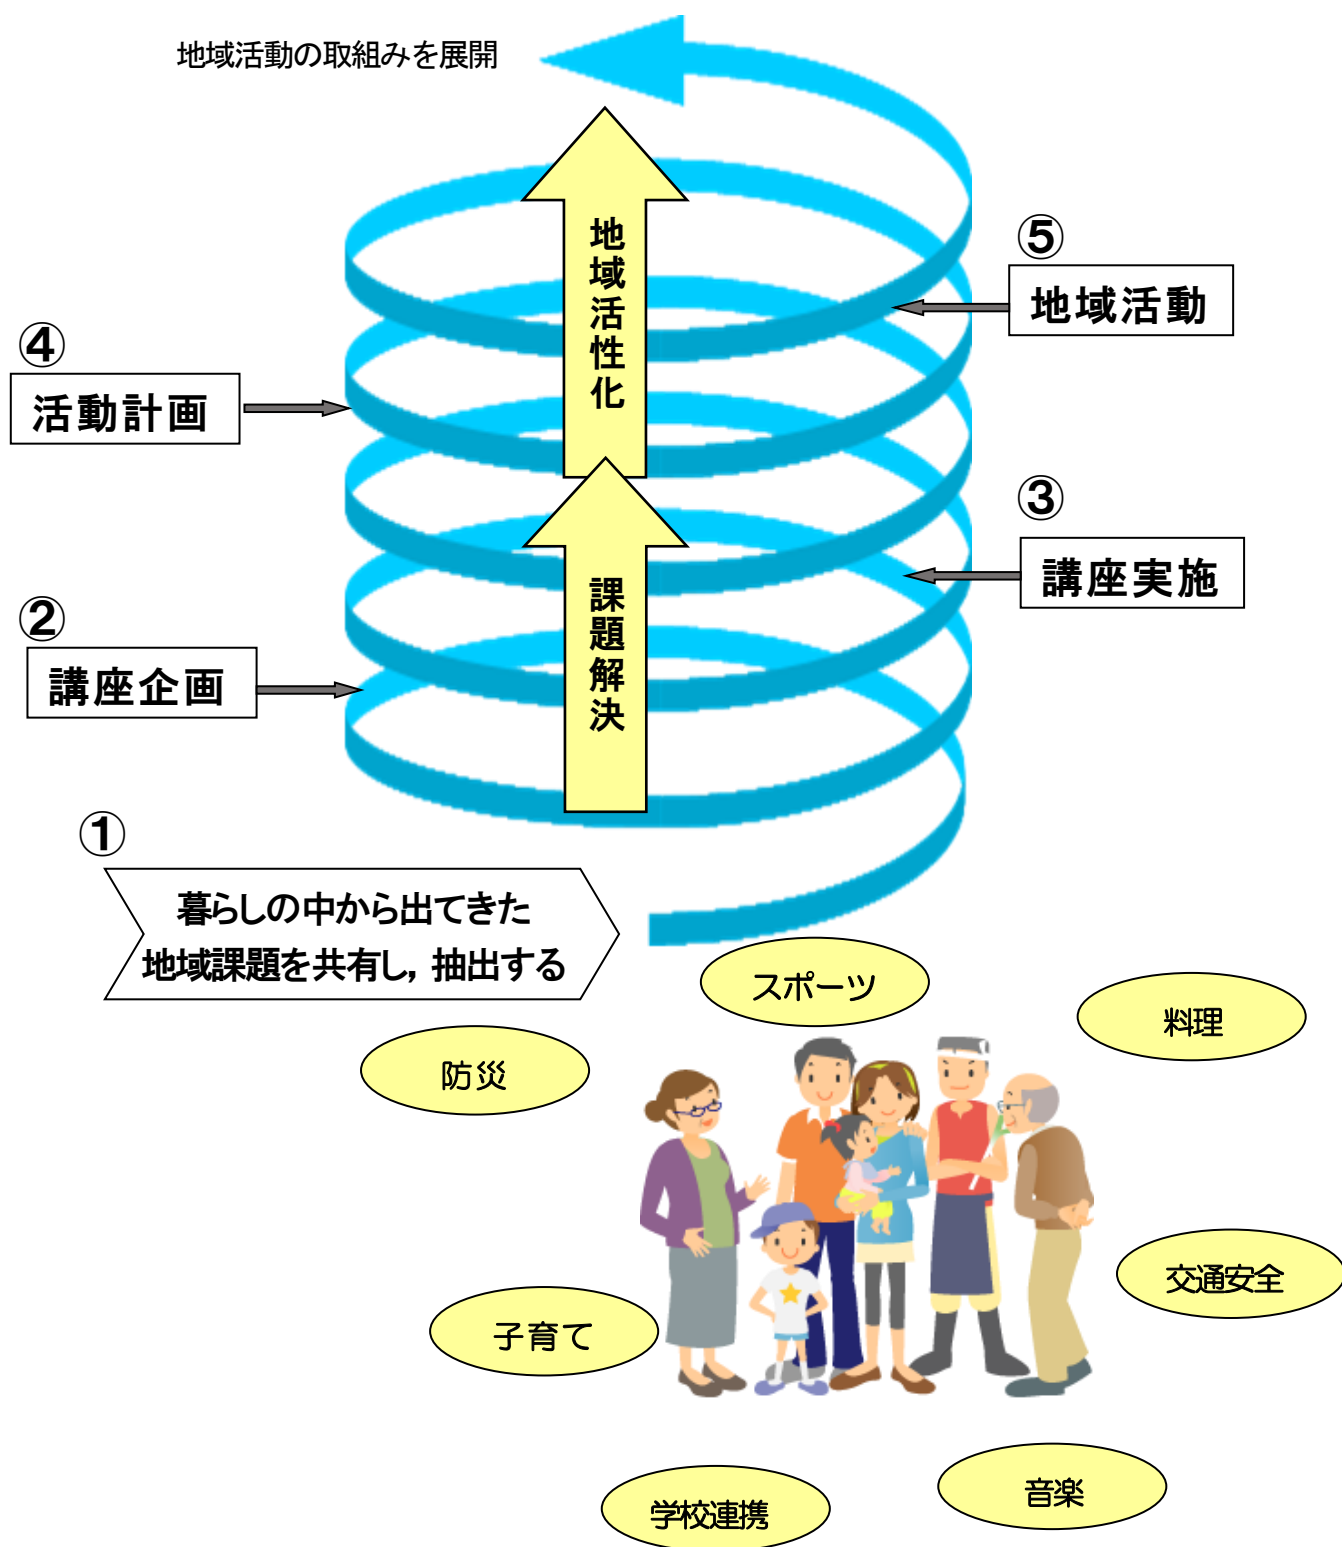 地域活動の取組みを展開
地域活性化
⑤
地域活動
④
活動計画
③
講座実施
課題解決
②
講座企画
①
暮らしの中から出てきた
地域課題を共有し，抽出する
スポーツ
料理
防災
交通安全
子育て
音楽
学校連携